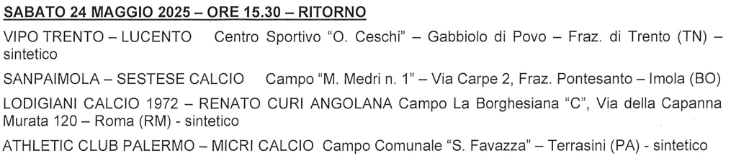 SABATO 24 MAGGIO 2025 – ORE 15.30 – RITORNO
VIPO TRENTO – LUCENTO Centro Sportivo “O. Ceschi” – Gabbiolo di Povo – Fraz. di Trento (TN) –
sintetico
SANPAIMOLA – SESTESE CALCIO Campo “M. Medri n. 1” – Via Carpe 2, Fraz. Pontesanto – Imola (BO)
LODIGIANI CALCIO 1972 – RENATO CURI ANGOLANA Campo La Borghesiana “C”, Via della Capanna
Murata 120 – Roma (RM) - sintetico
ATHLETIC CLUB PALERMO – MICRI CALCIO Campo Comunale “S. Favazza” – Terrasini (PA) - sintetico